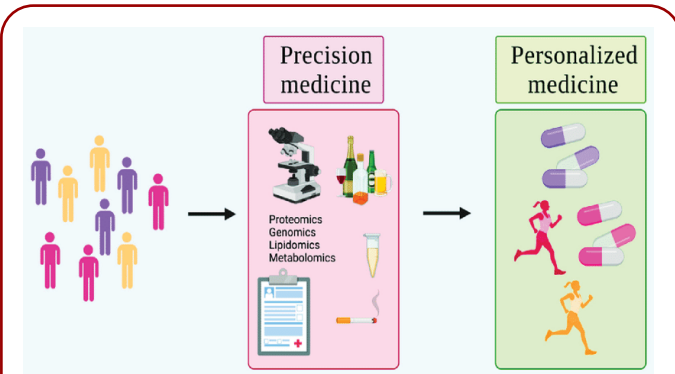 Precision
medicine
Personalized
medicine
Proteomics
Genomics
Lipidomics
Metabolomics